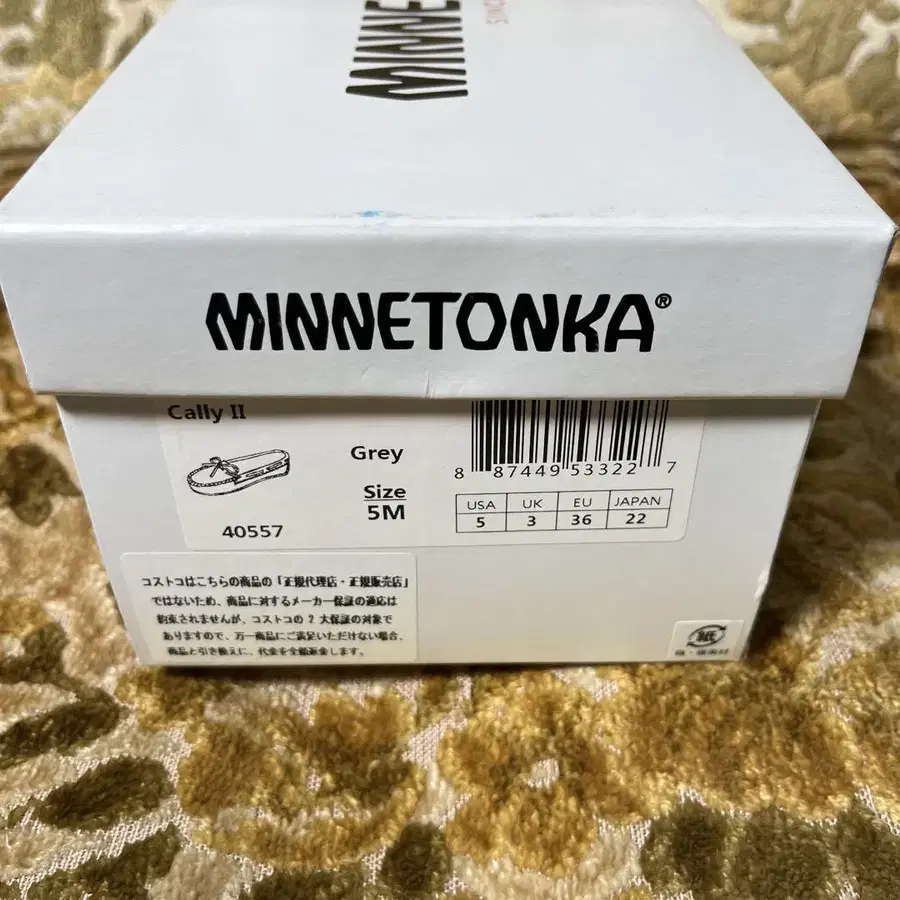 MINNE
MINNETONKA®
Cally II
Grey
Size
5M
40557
8 87449 53322 7
USA UK EU JAPAN
5 3 36 22
コストコはこちらの商品の「正規代理店・正規販売店」
ではないため、商品に対するメーカー保証の適応は
約束されませんが、コストコの?大保証の対象で
ありますので、万一商品にご満足いただけない場合、
商品と引き換えに、代金を全額返金します。
紙